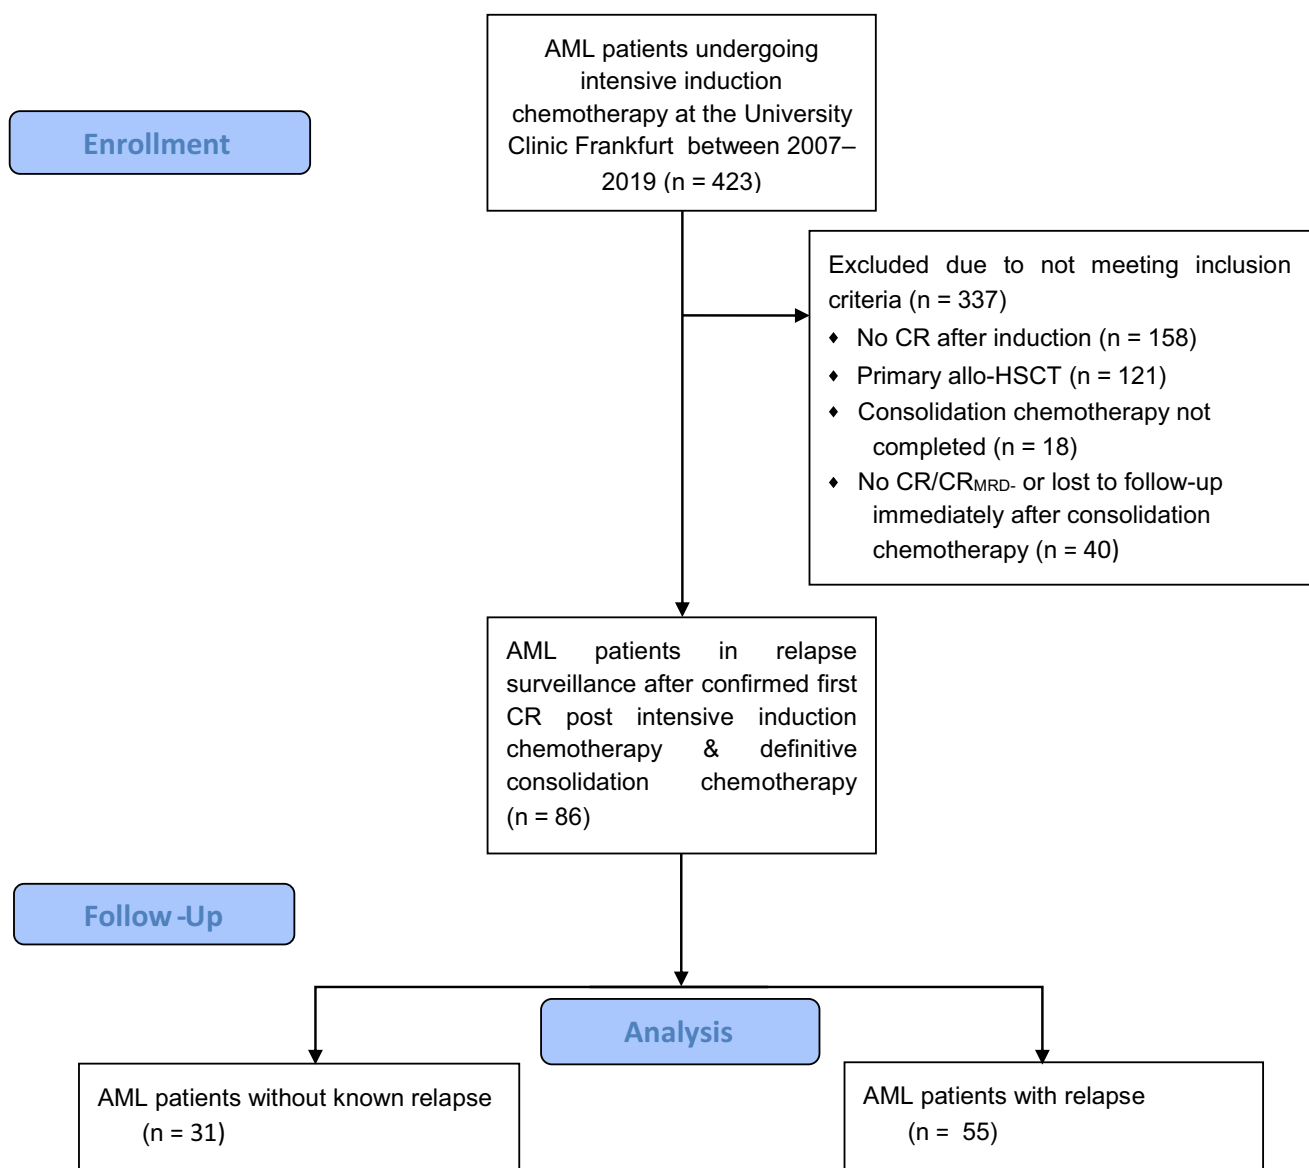 AML patients undergoing
intensive induction
chemotherapy at the University
Clinic Frankfurt between 2007–
2019 (n = 423)
Enrollment
Excluded due to not meeting inclusion
criteria (n = 337)
♦ No CR after induction (n = 158)
♦ Primary allo-HSCT (n = 121)
♦ Consolidation chemotherapy not
completed (n = 18)
♦ No CR/CRMRD- or lost to follow-up
immediately after consolidation
chemotherapy (n = 40)
AML patients in relapse
surveillance after confirmed first
CR post intensive induction
chemotherapy & definitive
consolidation chemotherapy
(n = 86)
Follow-Up
Analysis
AML patients without known relapse
(n = 31)
AML patients with relapse
(n = 55)